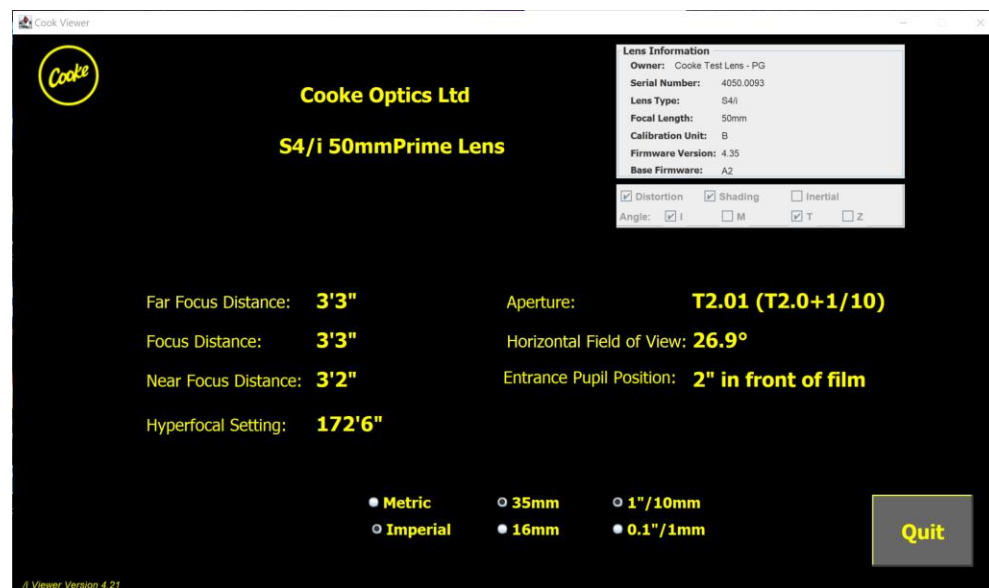 Cook Viewer
Cooke
Cooke Optics Ltd
S4/i 50mmPrime Lens
Lens Information
Owner: Cooke Test Lens - PG
Serial Number: 4050.0093
Lens Type: S4/i
Focal Length: 50mm
Calibration Unit: B
Firmware Version: 4.35
Base Firmware: A2
Distortion Shading Inertial
Angle: I M T Z
Far Focus Distance: 3'3"
Focus Distance: 3'3"
Near Focus Distance: 3'2"
Hyperfocal Setting: 172'6"
Aperture: T2.01 (T2.0+1/10)
Horizontal Field of View: 26.9°
Entrance Pupil Position: 2" in front of film
Metric 35mm 1"/10mm
Imperial 16mm 0.1"/1mm
Quit
/i Viewer Version 4.21